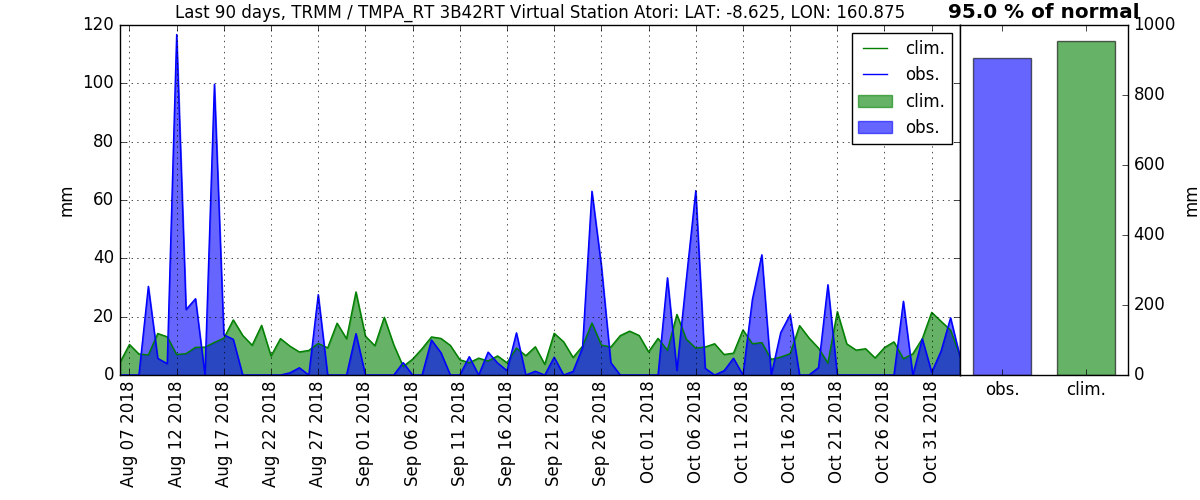 Last 90 days, TRMM / TMPA_RT 3B42RT Virtual Station Atori: LAT: -8.625, LON: 160.875
95.0 % of normal
120
100
80
60
40
20
0
mm
clim.
obs.
clim.
obs.
1000
800
600
400
200
0
mm
obs.
clim.
Aug 07 2018
Aug 12 2018
Aug 17 2018
Aug 22 2018
Aug 27 2018
Sep 01 2018
Sep 06 2018
Sep 11 2018
Sep 16 2018
Sep 21 2018
Sep 26 2018
Oct 01 2018
Oct 06 2018
Oct 11 2018
Oct 16 2018
Oct 21 2018
Oct 26 2018
Oct 31 2018